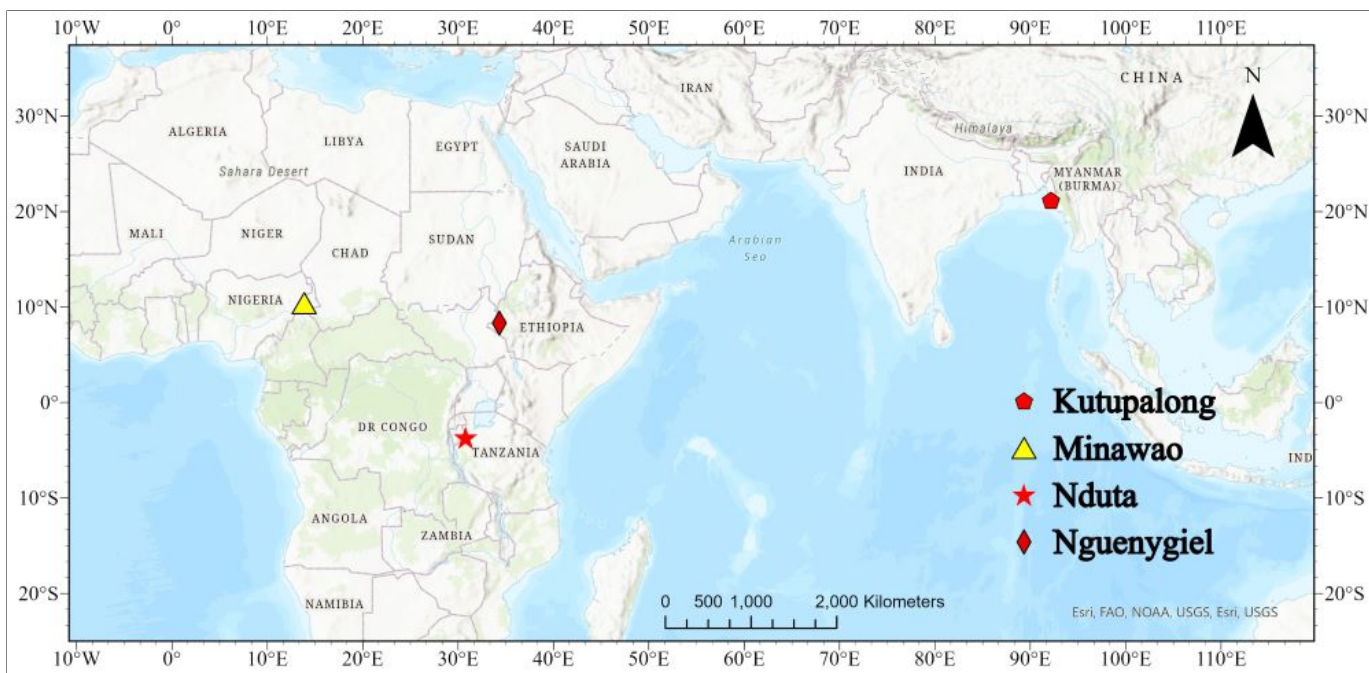 10°W 0° 10°E 20°E 30°E 40°E 50°E 60°E 70°E 80°E 90°E 100°E 110°E
N
CHINA
IRAN
30°N 30°N
ALGERIA
LIBYA
EGYPT
SAUDI
ARABIA
Himalaya
Sahara Desert
INDIA
MYANMAR
(BURMA)
20°N 20°N
MALI
NIGER
CHAD
SUDAN
Arabian
Sea
10°N 10°N
NIGERIA
ETHIOPIA
0° 0°
Kutupalong
DR CONGO
TANZANIA
Minawao
IND
10°S 10°S
Nduta
ANGOLA
ZAMBIA
Nguenygiel
20°S 20°S
NAMIBIA
0 500 1,000 2,000 Kilometers
Esri, FAO, NOAA, USGS, Esri, USGS
10°W 0° 10°E 20°E 30°E 40°E 50°E 60°E 70°E 80°E 90°E 100°E 110°E